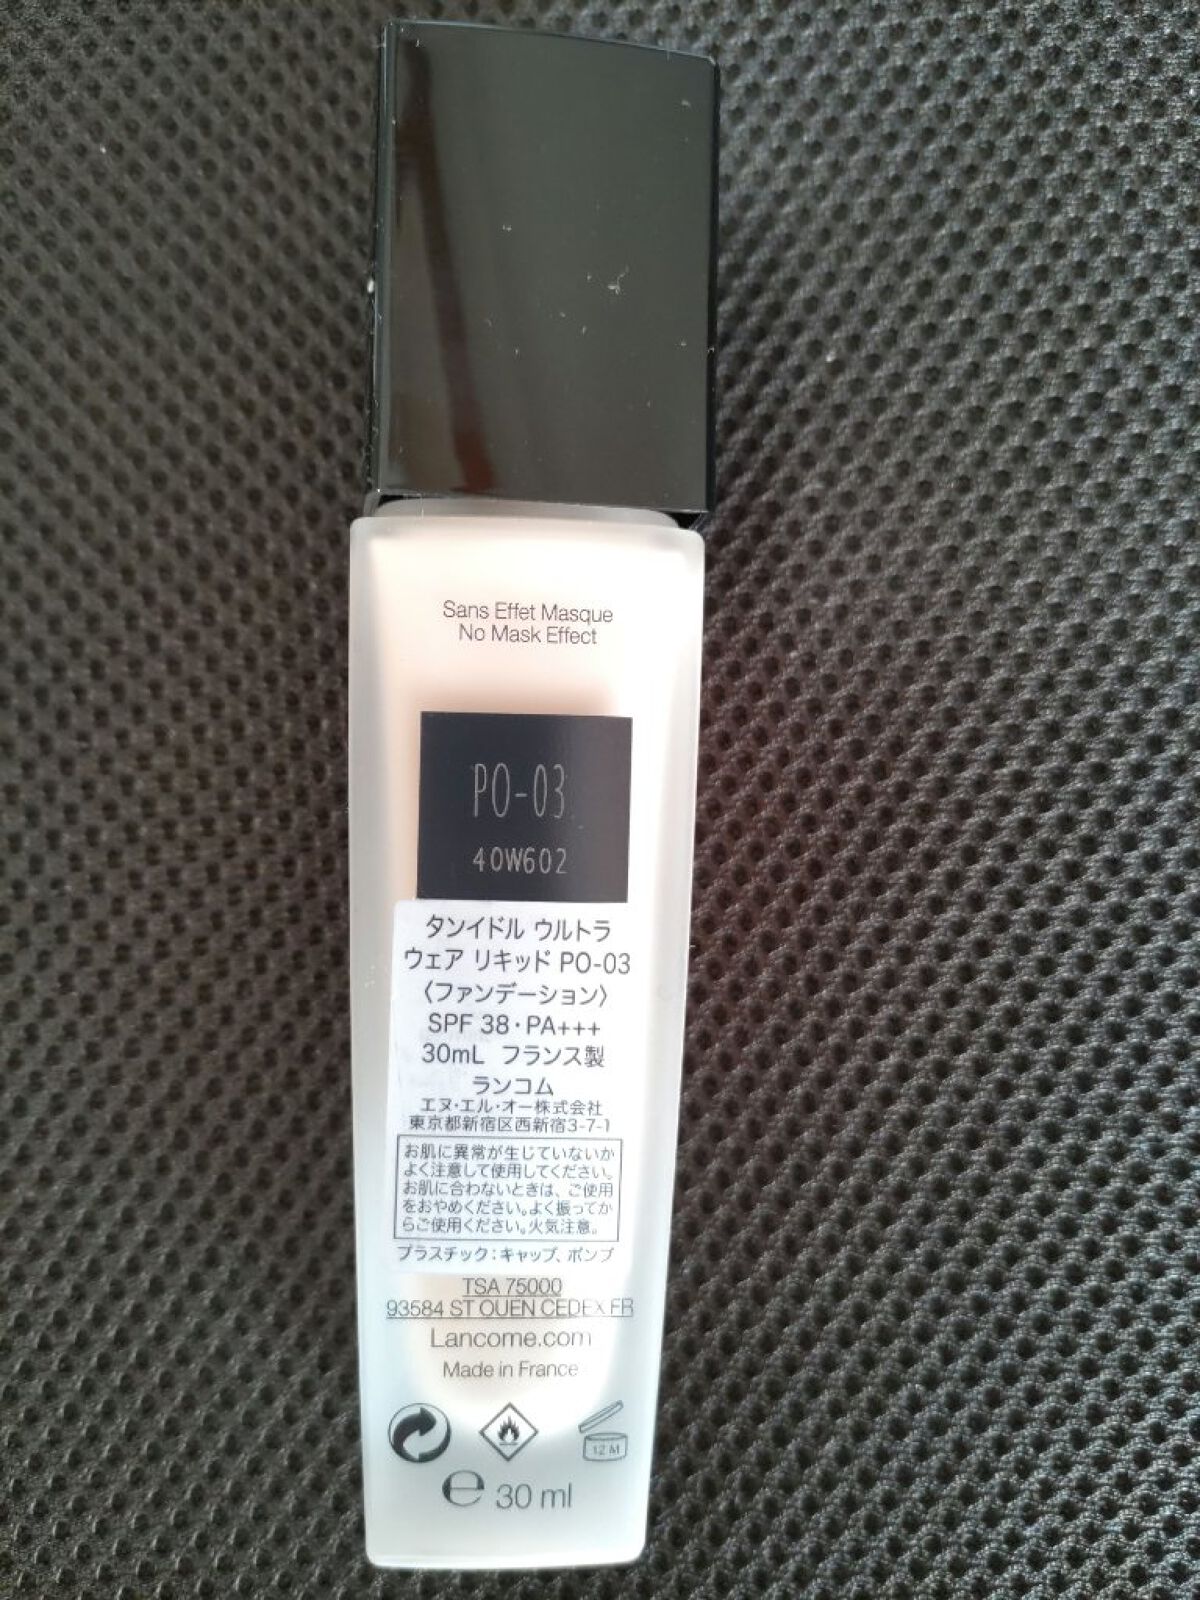 Sans Effet Masque
No Mask Effect
PO-03
40W602
タンイドル ウルトラ
ウェア リキッド PO-03
〈ファンデーション〉
SPF 38・PA+++
30mL フランス製
ランコム
エヌ・エル・オー株式会社
東京都新宿区西新宿3-7-1
お肌に異常が生じていないか
よく注意して使用してください。
お肌に合わないときは、ご使用
をおやめください。よく振ってか
らご使用ください。火気注意。
プラスチック：キャップ、ポンプ
TSA 75000
93584 ST OUEN CEDEX FR
Lancome.com
Made in France
12 M
℮ 30 ml